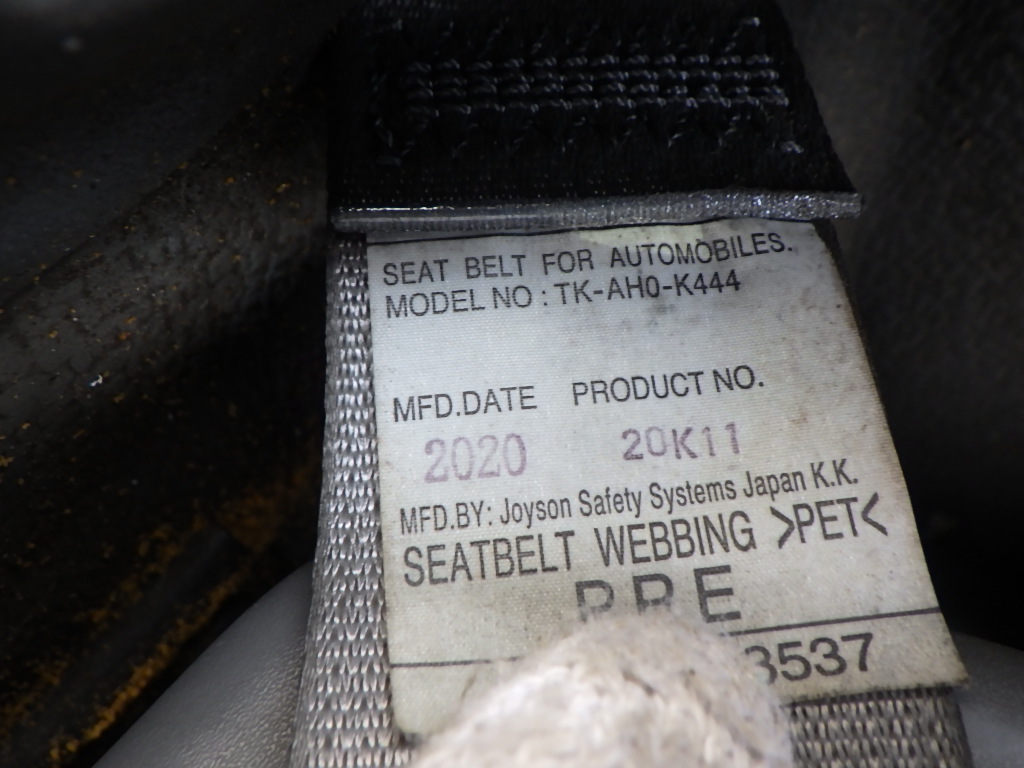 SEAT BELT FOR AUTOMOBILES.
MODEL NO : TK-AH0-K444
MFD.DATE PRODUCT NO.
2020 20K11
MFD.BY: Joyson Safety Systems Japan K.K.
SEATBELT WEBBING >PET<